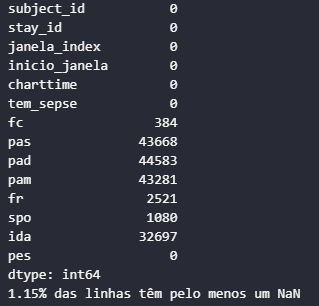 subject_id 0
stay_id 0
janela_index 0
inicio_janela 0
charttime 0
tem_sepse 0
fc 384
pas 43668
pad 44583
pam 43281
fr 2521
spo 1080
ida 32697
pes 0
dtype: int64
1.15% das linhas têm pelo menos um NaN